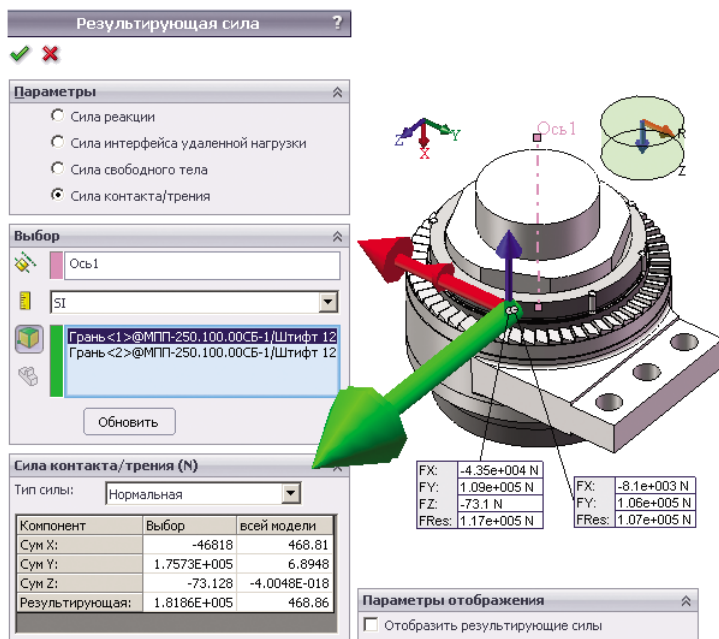 Результирующая сила ?
Параметры
Сила реакции
Сила интерфейса удаленной нагрузки
Сила свободного тела
Сила контакта/трения
Выбор
Ось1
SI
Грань<1>@МПП-250.100.00СБ-1/Штифт 12
Грань<2>@МПП-250.100.00СБ-1/Штифт 12
Обновить
Сила контакта/трения (N)
Тип силы: Нормальная
Компонент Выбор всей модели
Сум X: -46818 468.81
Сум Y: 1.7573E+005 6.8948
Сум Z: -73.128 -4.0048E-018
Результирующая: 1.8186E+005 468.86
Z Y X
Ось1
R
Z
FX: -4.35e+004 N
FY: 1.09e+005 N
FZ: -73.1 N
FRes: 1.17e+005 N
FX: -8.1e+003 N
FY: 1.06e+005 N
FRes: 1.07e+005 N
Параметры отображения
Отобразить результирующие силы